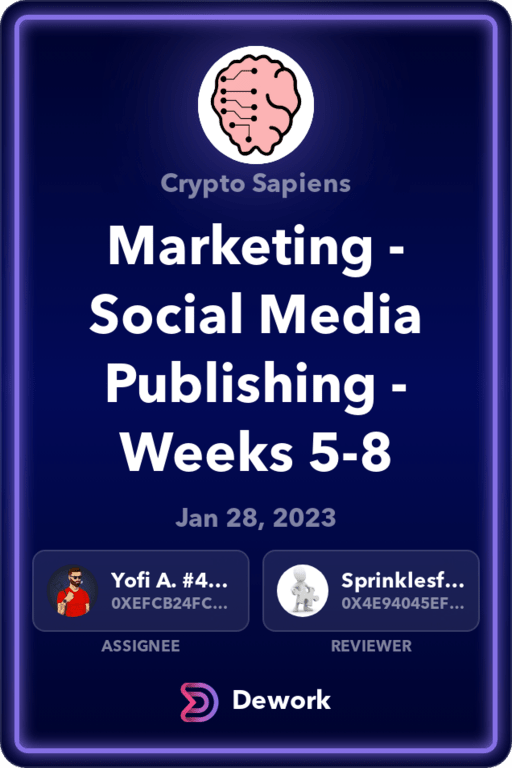 Crypto Sapiens
Marketing -
Social Media
Publishing -
Weeks 5-8
Jan 28, 2023
Yofi A. #4...
0XEFCB24FC...
Sprinklesf...
0X4E94045EF...
ASSIGNEE
REVIEWER
Dework